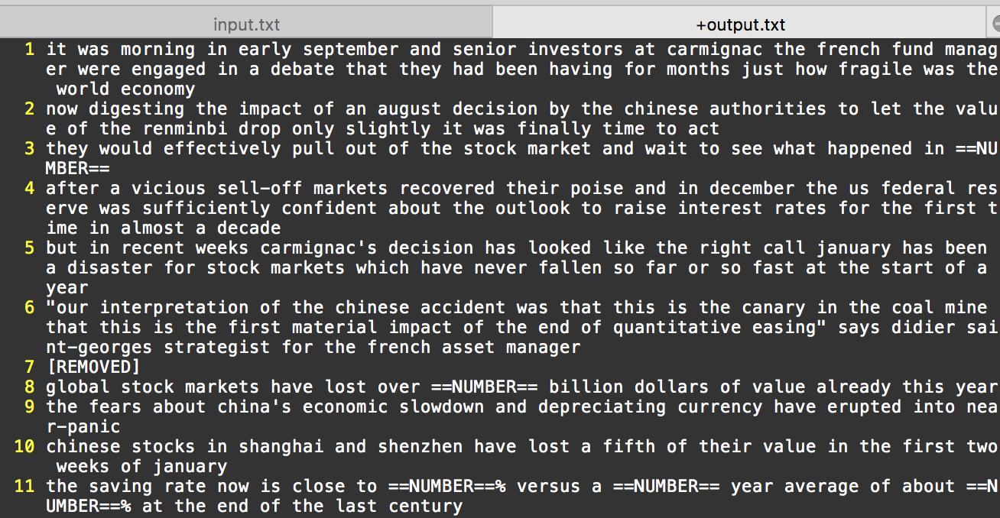 input.txt
+output.txt
1 it was morning in early september and senior investors at carmignac the french fund manag
er were engaged in a debate that they had been having for months just how fragile was the
world economy
2 now digesting the impact of an august decision by the chinese authorities to let the valu
e of the renminbi drop only slightly it was finally time to act
3 they would effectively pull out of the stock market and wait to see what happened in ==NU
MBER==
4 after a vicious sell-off markets recovered their poise and in december the us federal res
erve was sufficiently confident about the outlook to raise interest rates for the first t
ime in almost a decade
5 but in recent weeks carmignac's decision has looked like the right call january has been
a disaster for stock markets which have never fallen so far or so fast at the start of a
year
6 "our interpretation of the chinese accident was that this is the canary in the coal mine
that this is the first material impact of the end of quantitative easing" says didier sai
nt-georges strategist for the french asset manager
7 [REMOVED]
8 global stock markets have lost over ==NUMBER== billion dollars of value already this year
9 the fears about china's economic slowdown and depreciating currency have erupted into nea
r-panic
10 chinese stocks in shanghai and shenzhen have lost a fifth of their value in the first two
weeks of january
11 the saving rate now is close to ==NUMBER==% versus a ==NUMBER== year average of about ==N
UMBER==% at the end of the last century